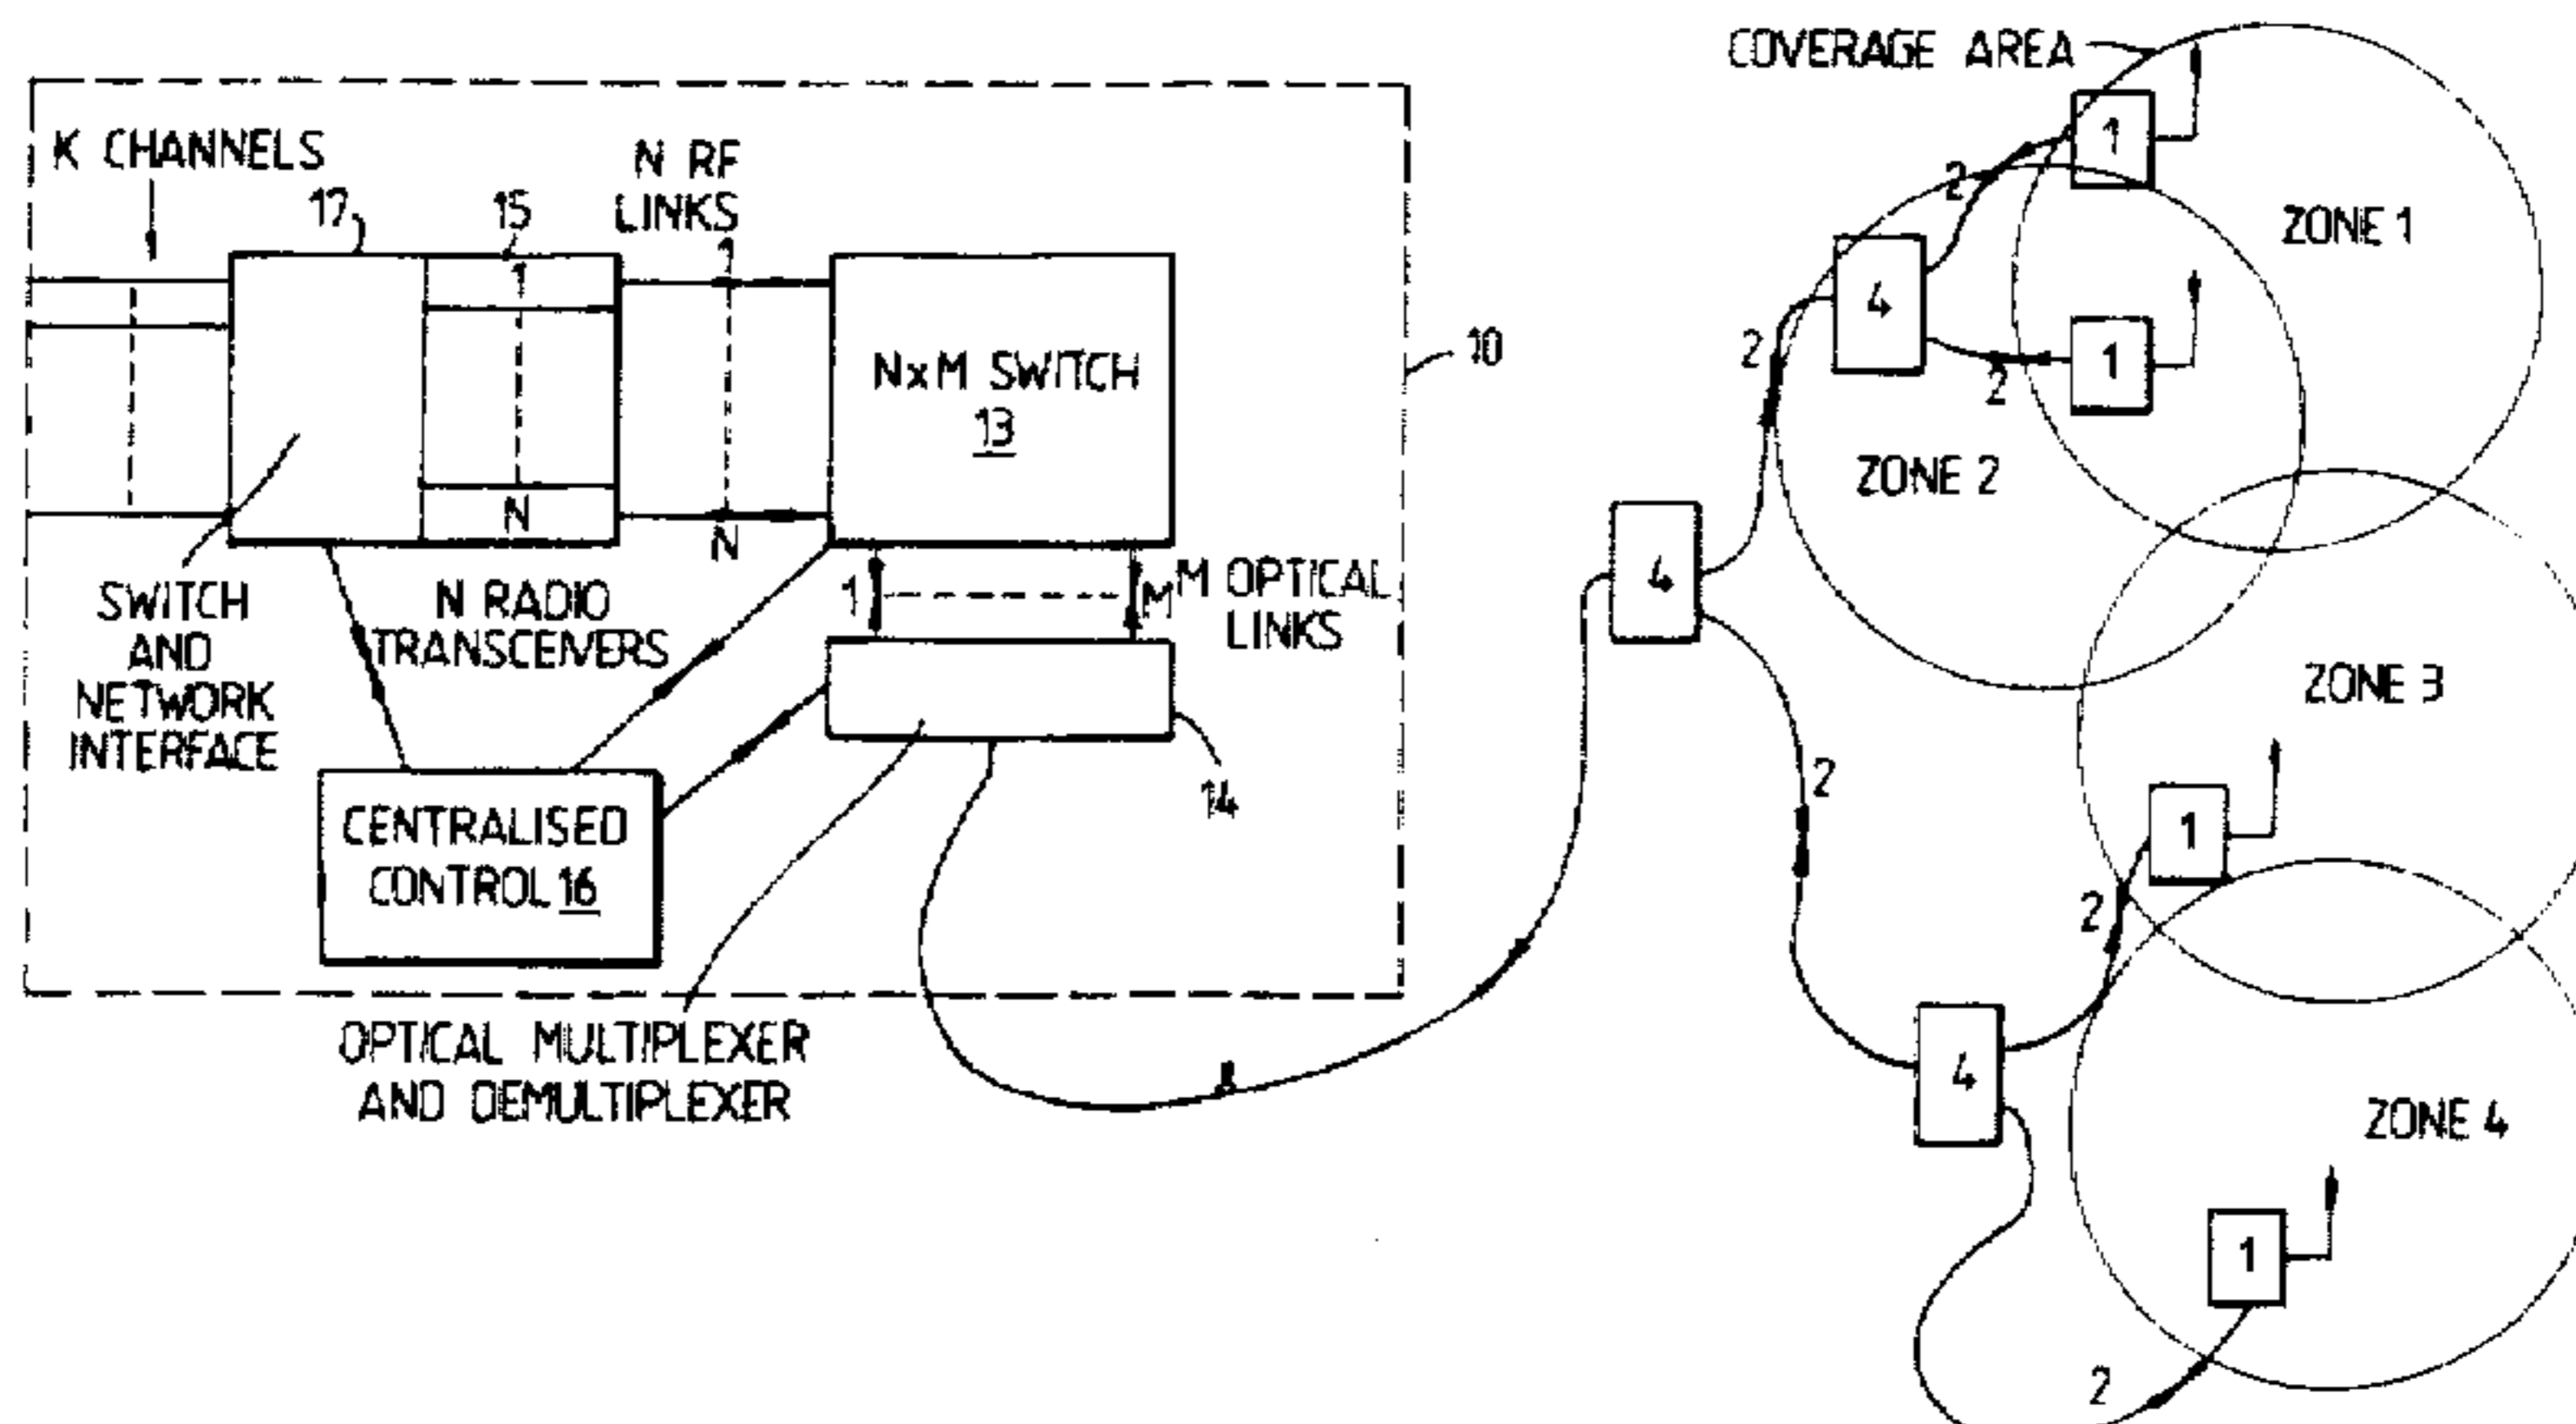 COVERAGE AREA
K CHANNELS
17
15
N RF
LINKS
1
1
1
2
ZONE 1
4
10
NxM SWITCH
13
2
1
2
ZONE 2
N
N
4
SWITCH
AND
NETWORK
INTERFACE
N RADIO
TRANSCEIVERS
1
M
M OPTICAL
LINKS
ZONE 3
14
2
CENTRALISED
CONTROL 16
1
2
OPTICAL MULTIPLEXER
AND DEMULTIPLEXER
4
ZONE 4
1
2